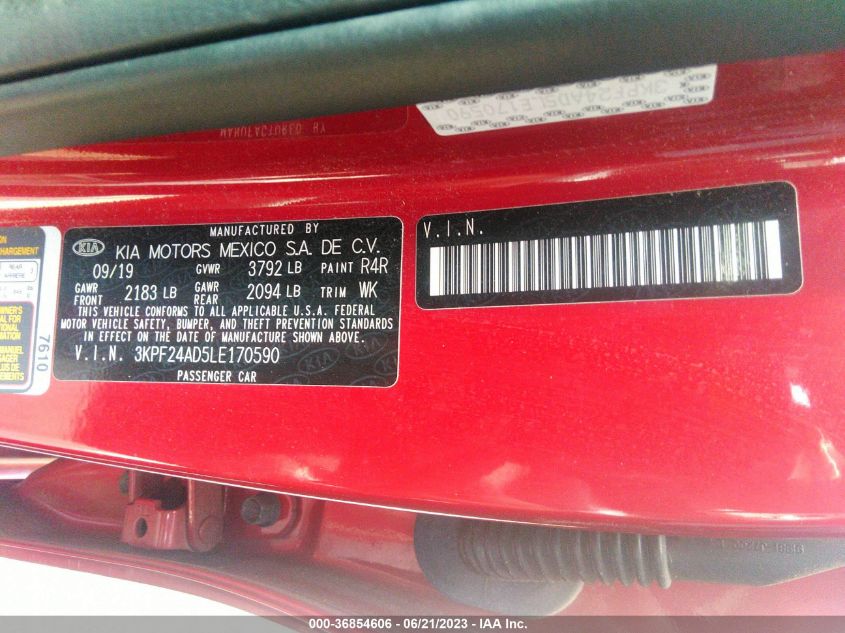 3KPF24AD5LE170590
MANUFACTURED BY
KIA KIA MOTORS MEXICO S.A. DE C.V.
09/19 GVWR 3792 LB PAINT R4R
GAWR FRONT 2183 LB GAWR REAR 2094 LB TRIM WK
THIS VEHICLE CONFORMS TO ALL APPLICABLE U.S.A. FEDERAL
MOTOR VEHICLE SAFETY, BUMPER, AND THEFT PREVENTION STANDARDS
IN EFFECT ON THE DATE OF MANUFACTURE SHOWN ABOVE.
V.I.N. 3KPF24AD5LE170590
PASSENGER CAR
V.I.N.
7610
000-36854606 / 06/21/2023 / IAA Inc.